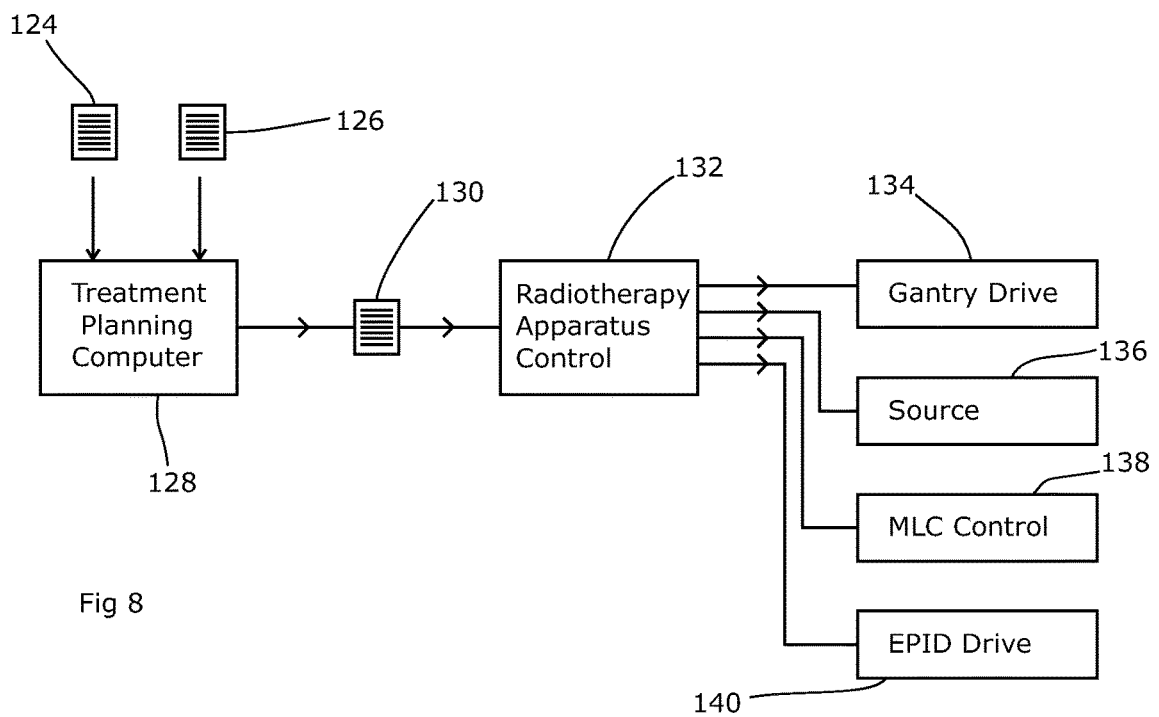 124
126
130
132
134
Treatment
Planning
Computer
Radiotherapy
Apparatus
Control
Gantry Drive
136
Source
138
128
MLC Control
Fig 8
EPID Drive
140